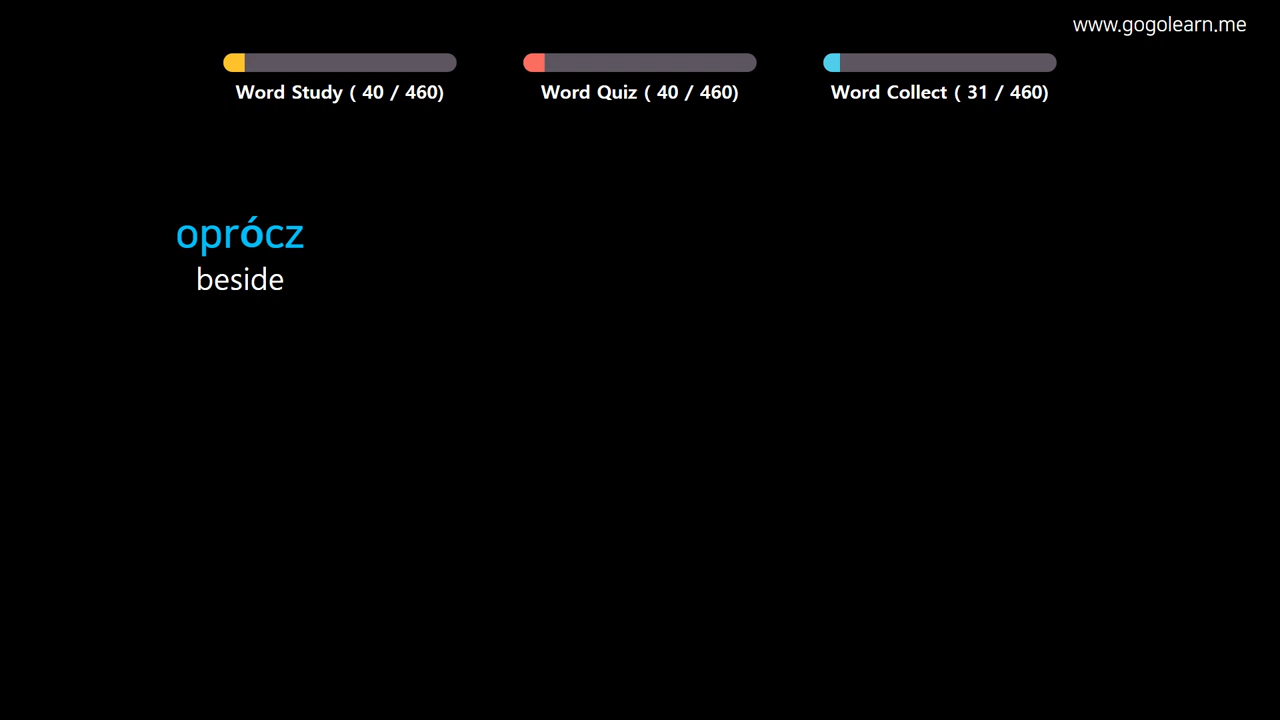 www.gogolearn.me
Word Study ( 40 / 460)
Word Quiz ( 40 / 460)
Word Collect ( 31 / 460)
oprócz
beside